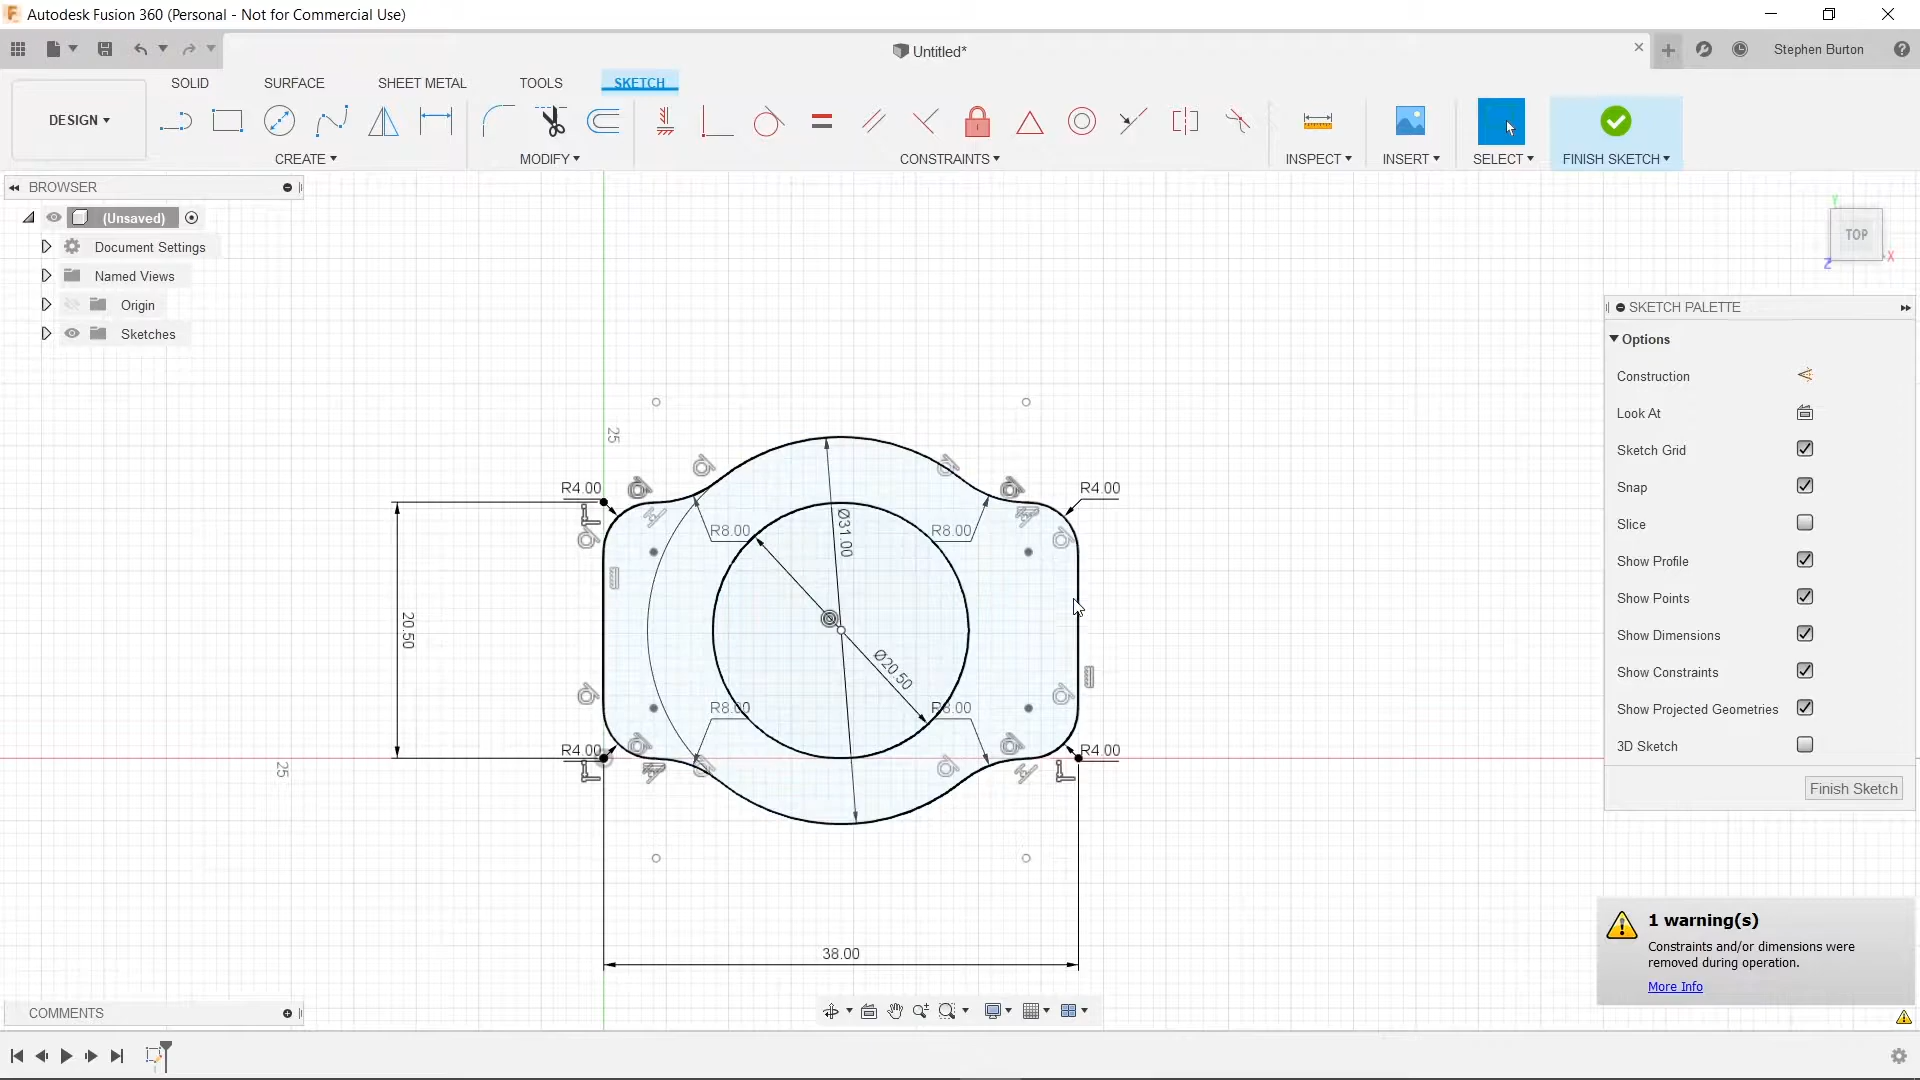 Autodesk Fusion 360 (Personal - Not for Commercial Use)
Untitled*
Stephen Burton
SOLID
SURFACE
SHEET METAL
TOOLS
SKETCH
DESIGN
CREATE
MODIFY
CONSTRAINTS
INSPECT
INSERT
SELECT
FINISH SKETCH
BROWSER
(Unsaved)
Document Settings
Named Views
Origin
Sketches
TOP
Y
X
Z
SKETCH PALETTE
Options
Construction
Look At
Sketch Grid
Snap
Slice
Show Profile
Show Points
Show Dimensions
Show Constraints
Show Projected Geometries
3D Sketch
Finish Sketch
25
R4.00
R4.00
R8.00
Ø31.00
R8.00
20.50
Ø20.50
R8.00
R8.00
R4.00
R4.00
25
38.00
1 warning(s)
Constraints and/or dimensions were
removed during operation.
More Info
COMMENTS